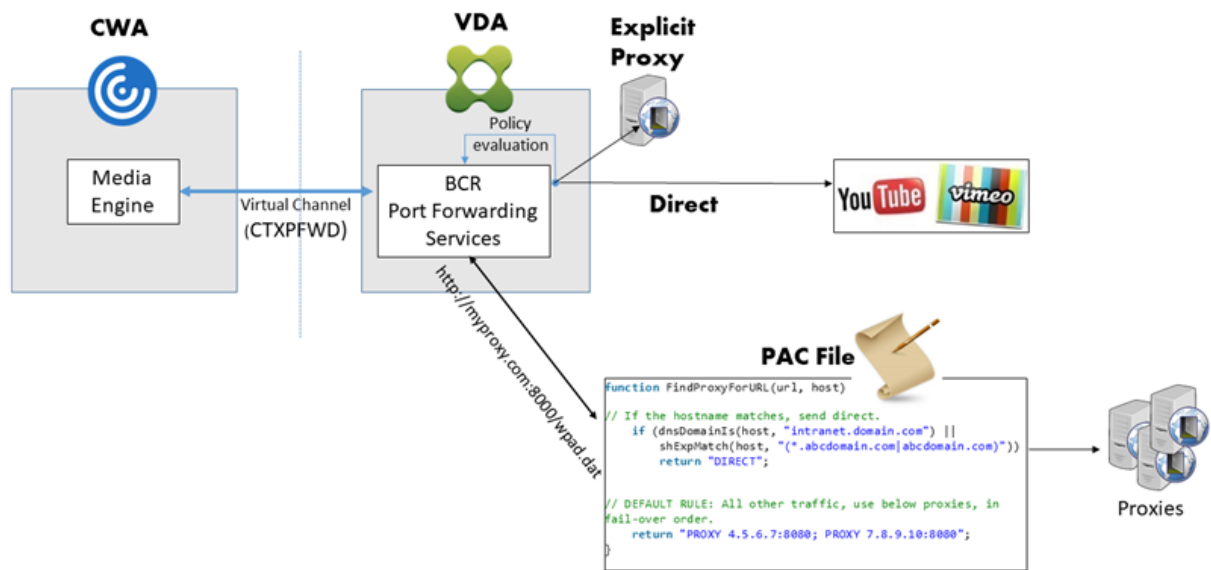 CWA
VDA
Explicit
Proxy
Policy
evaluation
Media
Engine
Virtual Channel
(CTXPFWD)
BCR
Port Forwarding
Services
Direct
YouTube
vimeo
http://myproxy.com:8000/wpad.dat
PAC File
function FindProxyForURL(url, host)
// If the hostname matches, send direct.
if (dnsDomainIs(host, "intranet.domain.com") ||
shExpMatch(host, "(*.abcdomain.com|abcdomain.com)"))
return "DIRECT";
// DEFAULT RULE: All other traffic, use below proxies, in
fail-over order.
return "PROXY 4.5.6.7:8080; PROXY 7.8.9.10:8080";
}
Proxies